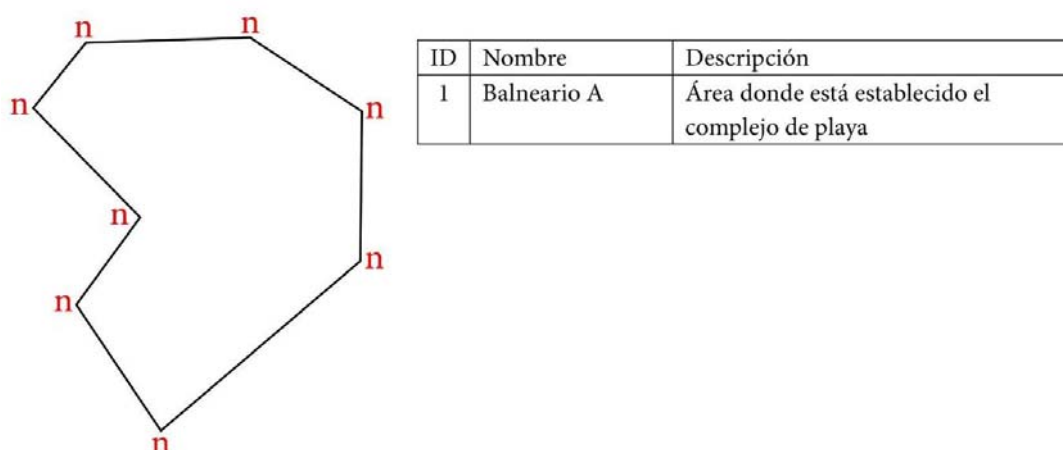 n
n
n
n
n
n
n
n
ID Nombre Descripción
1 Balneario A Área donde está establecido el
complejo de playa